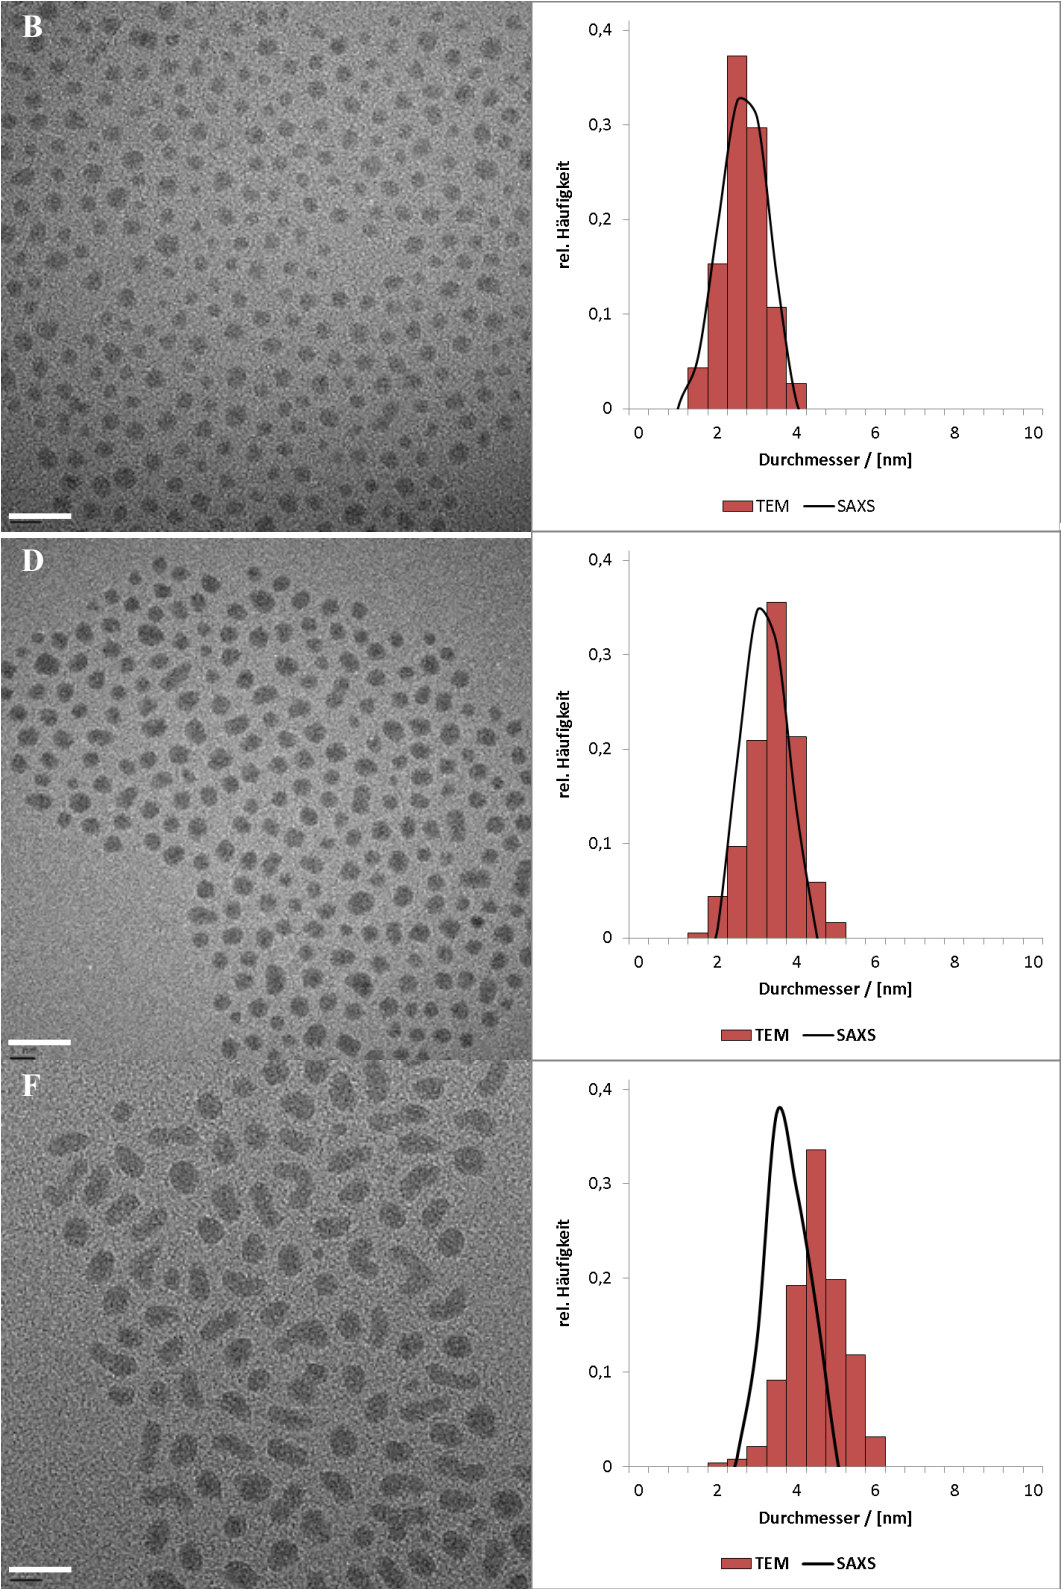 B
0,4
0,3
0,2
0,1
0
rel. Häufigkeit
0 2 4 6 8 10
Durchmesser / [nm]
TEM SAXS
D
0,4
0,3
0,2
0,1
0
rel. Häufigkeit
0 2 4 6 8 10
Durchmesser / [nm]
TEM SAXS
F
0,4
0,3
0,2
0,1
0
rel. Häufigkeit
0 2 4 6 8 10
Durchmesser / [nm]
TEM SAXS